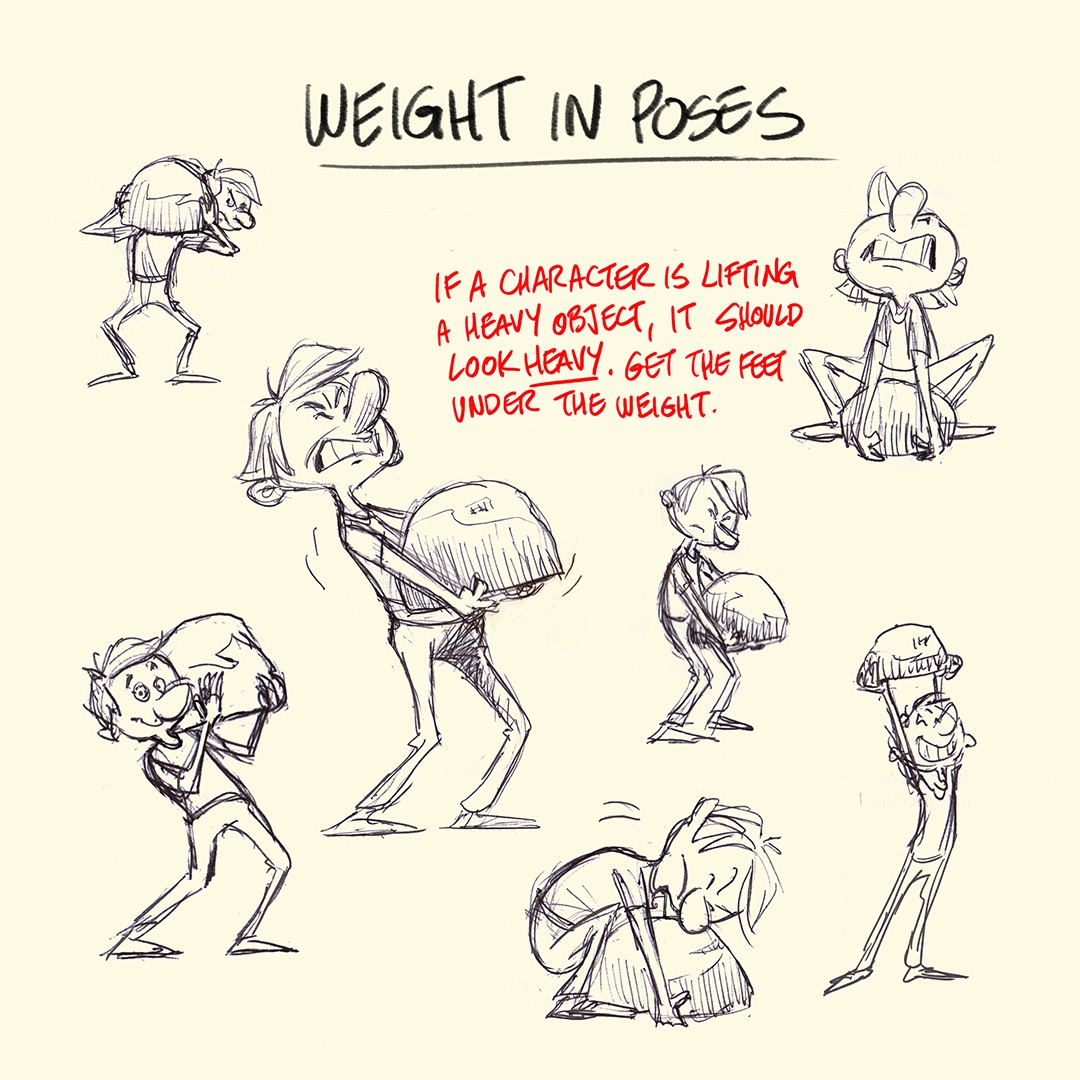 WEIGHT IN POSES
IF A CHARACTER IS LIFTING
A HEAVY OBJECT, IT SHOULD
LOOK HEAVY. GET THE FEET
UNDER THE WEIGHT.